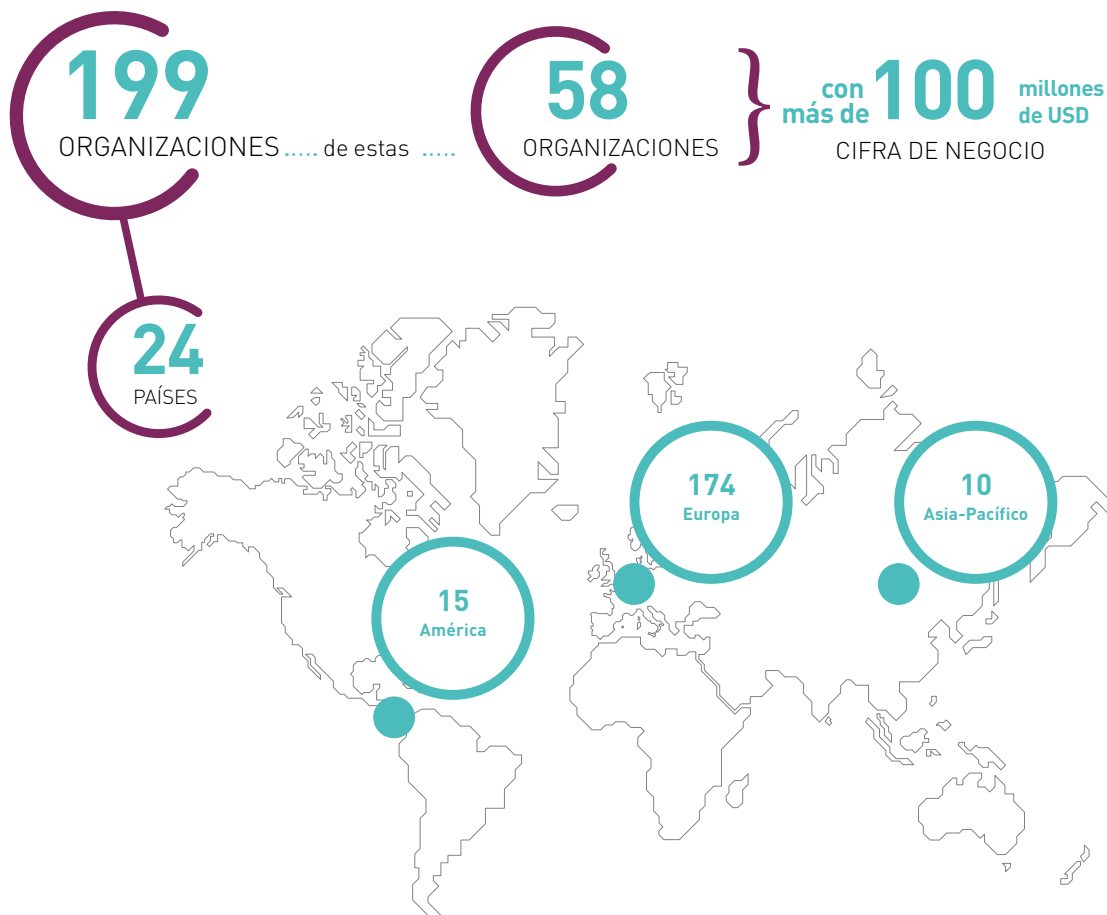 199
ORGANIZACIONES ..... de estas .....
58
ORGANIZACIONES
}
con
más de
100
millones
de USD
CIFRA DE NEGOCIO
24
PAÍSES
174
Europa
10
Asia-Pacífico
15
América